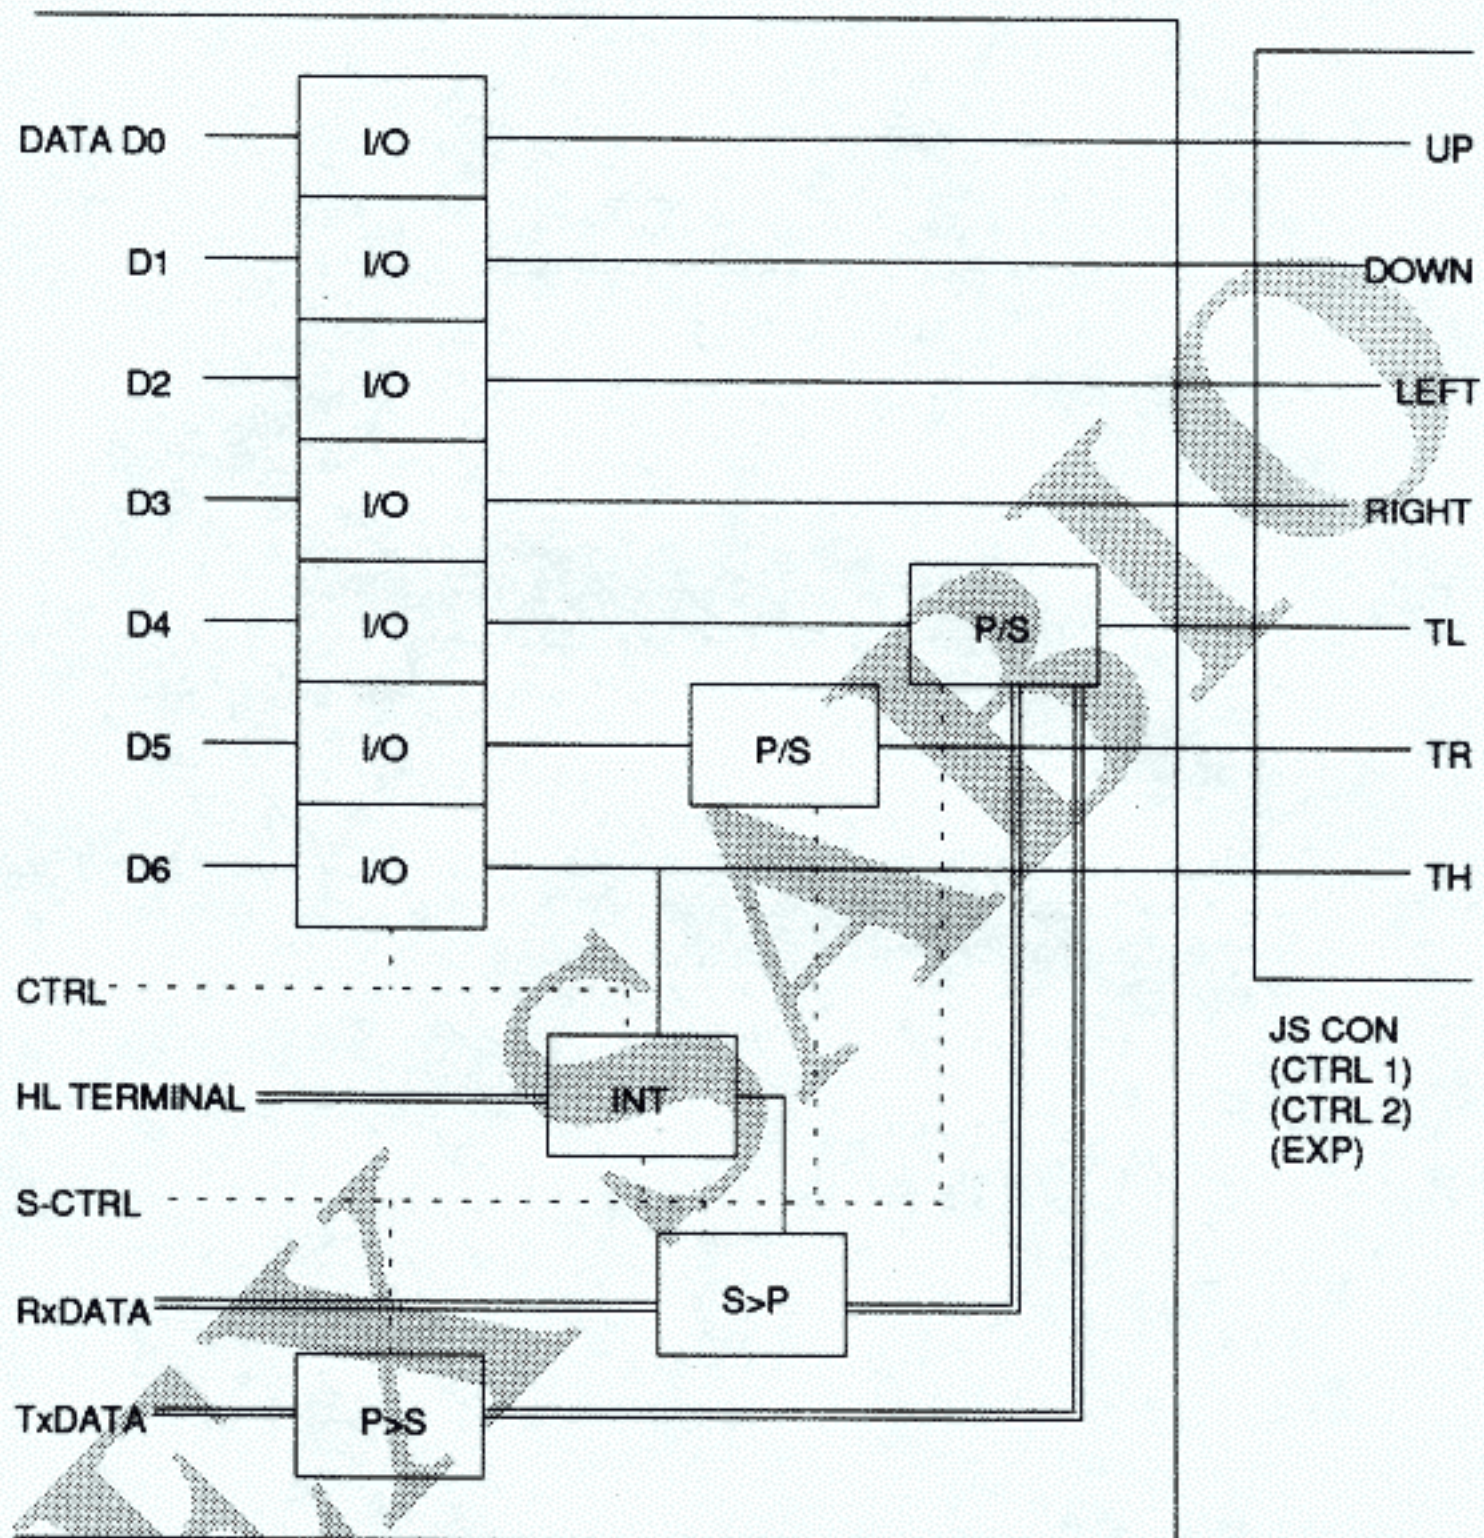 DATA D0 I/O UP
D1 I/O DOWN
D2 I/O LEFT
D3 I/O RIGHT
D4 I/O P/S TL
D5 I/O P/S TR
D6 I/O TH
CTRL
JS CON
(CTRL 1)
(CTRL 2)
(EXP)
HL TERMINAL INT
S-CTRL
RxDATA S>P
TxDATA P>S